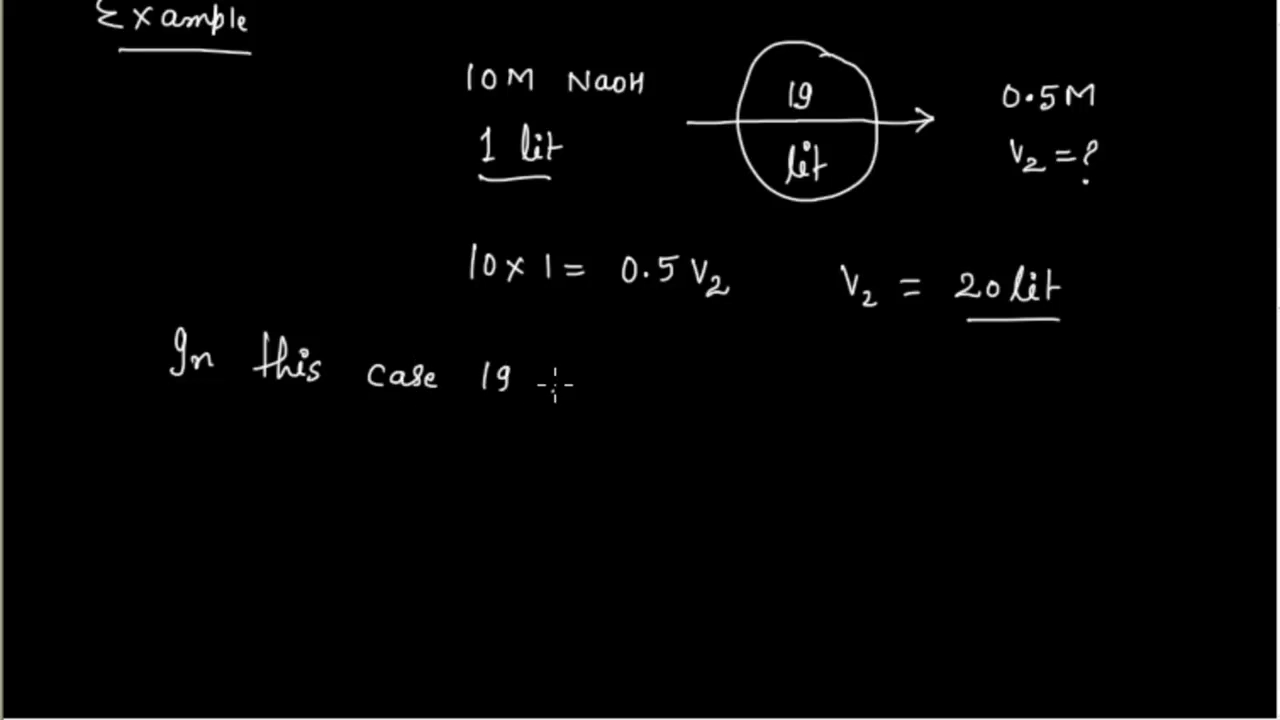 Example
10M NaOH 19 0.5M
1 lit lit V2 = ?
10 x 1 = 0.5 V2 V2 = 20 lit
In this case 19